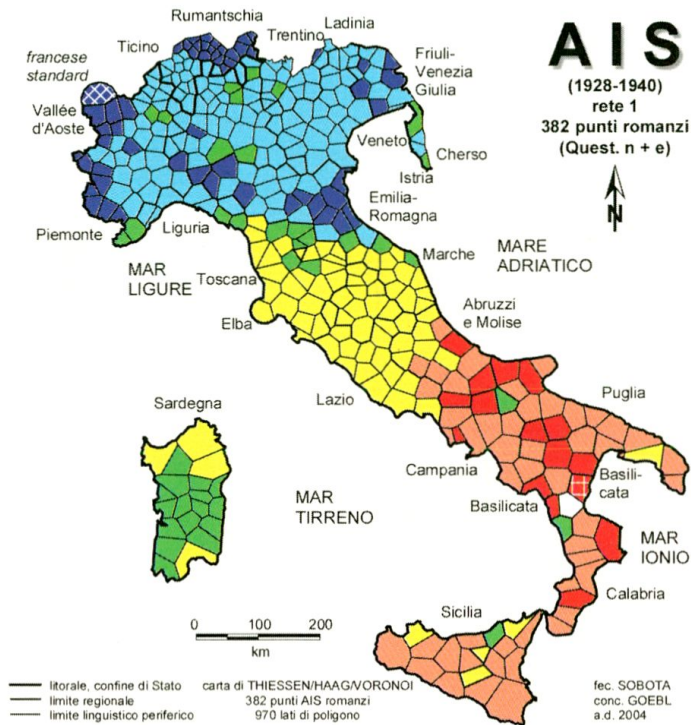 AIS
(1928-1940)
rete 1
382 punti romanzi
(Quest. n + e)
N
Rumantschia
Ladinia
Trentino
Ticino
francese
standard
Friuli-
Venezia
Giulia
Vallée
d'Aoste
Veneto
Cherso
Istria
Emilia-
Romagna
Piemonte
Liguria
Marche
MARE
ADRIATICO
MAR
LIGURE
Toscana
Abruzzi
e Molise
Elba
Lazio
Puglia
Sardegna
Campania
Basili-
cata
Basilicata
MAR
TIRRENO
MAR
IONIO
Calabria
Sicilia
0 100 200
km
litorale, confine di Stato
limite regionale
limite linguistico periferico
carta di THIESSEN/HAAG/VORONOI
382 punti AIS romanzi
970 lati di poligono
fec. SOBOTA
conc. GOEBL
a.d. 2004